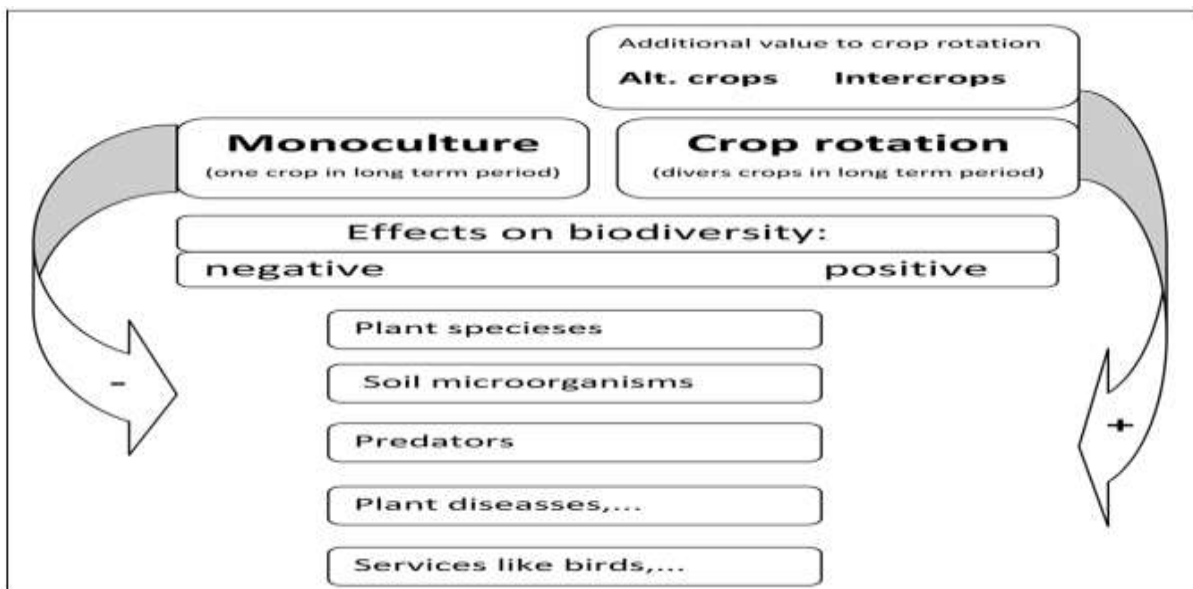 Additional value to crop rotation
Alt. crops Intercrops
Monoculture
(one crop in long term period)
Crop rotation
(divers crops in long term period)
Effects on biodiversity:
negative positive
Plant specieses
Soil microorganisms
Predators
Plant diseasses,...
Services like birds,...
-
+